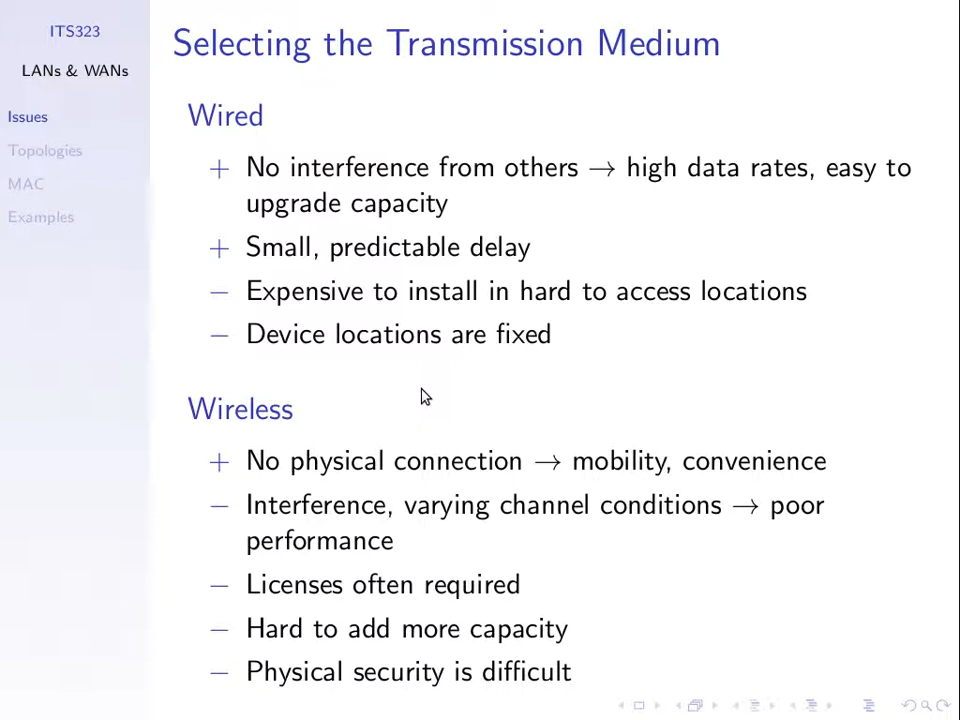 ITS323
LANs & WANs
Issues
Topologies
MAC
Examples
Selecting the Transmission Medium
Wired
+ No interference from others → high data rates, easy to
upgrade capacity
+ Small, predictable delay
− Expensive to install in hard to access locations
− Device locations are fixed
Wireless
+ No physical connection → mobility, convenience
− Interference, varying channel conditions → poor
performance
− Licenses often required
− Hard to add more capacity
− Physical security is difficult